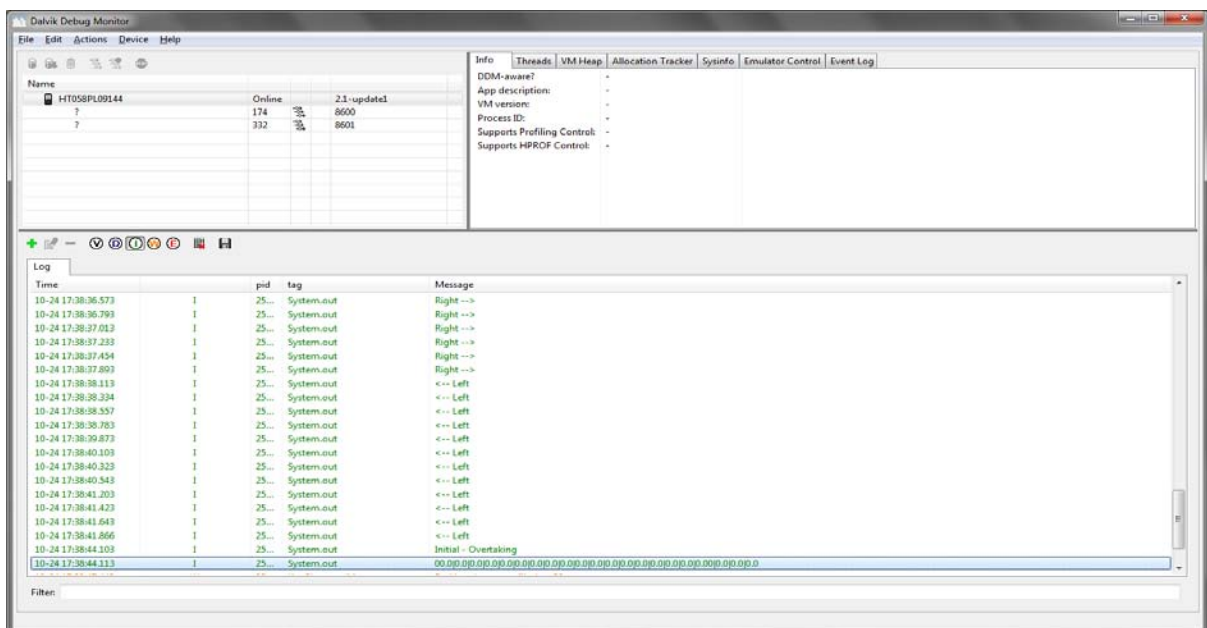 Dalvik Debug Monitor
File Edit Actions Device Help
Name
HT058PL09144 Online 2.1-update1
? 174 8600
? 332 8601
Info Threads VM Heap Allocation Tracker Sysinfo Emulator Control Event Log
DDM-aware? -
App description: -
VM version: -
Process ID: -
Supports Profiling Control: -
Supports HPROF Control: -
V D I W E
Log
Time pid tag Message
10-24 17:38:36.573 I 25... System.out Right -->
10-24 17:38:36.793 I 25... System.out Right -->
10-24 17:38:37.013 I 25... System.out Right -->
10-24 17:38:37.233 I 25... System.out Right -->
10-24 17:38:37.454 I 25... System.out Right -->
10-24 17:38:37.893 I 25... System.out Right -->
10-24 17:38:38.113 I 25... System.out <-- Left
10-24 17:38:38.334 I 25... System.out <-- Left
10-24 17:38:38.557 I 25... System.out <-- Left
10-24 17:38:38.783 I 25... System.out <-- Left
10-24 17:38:39.873 I 25... System.out <-- Left
10-24 17:38:40.103 I 25... System.out <-- Left
10-24 17:38:40.323 I 25... System.out <-- Left
10-24 17:38:40.543 I 25... System.out <-- Left
10-24 17:38:41.203 I 25... System.out <-- Left
10-24 17:38:41.423 I 25... System.out <-- Left
10-24 17:38:41.643 I 25... System.out <-- Left
10-24 17:38:41.866 I 25... System.out <-- Left
10-24 17:38:44.103 I 25... System.out Initial - Overtaking
10-24 17:38:44.113 I 25... System.out
Filter: